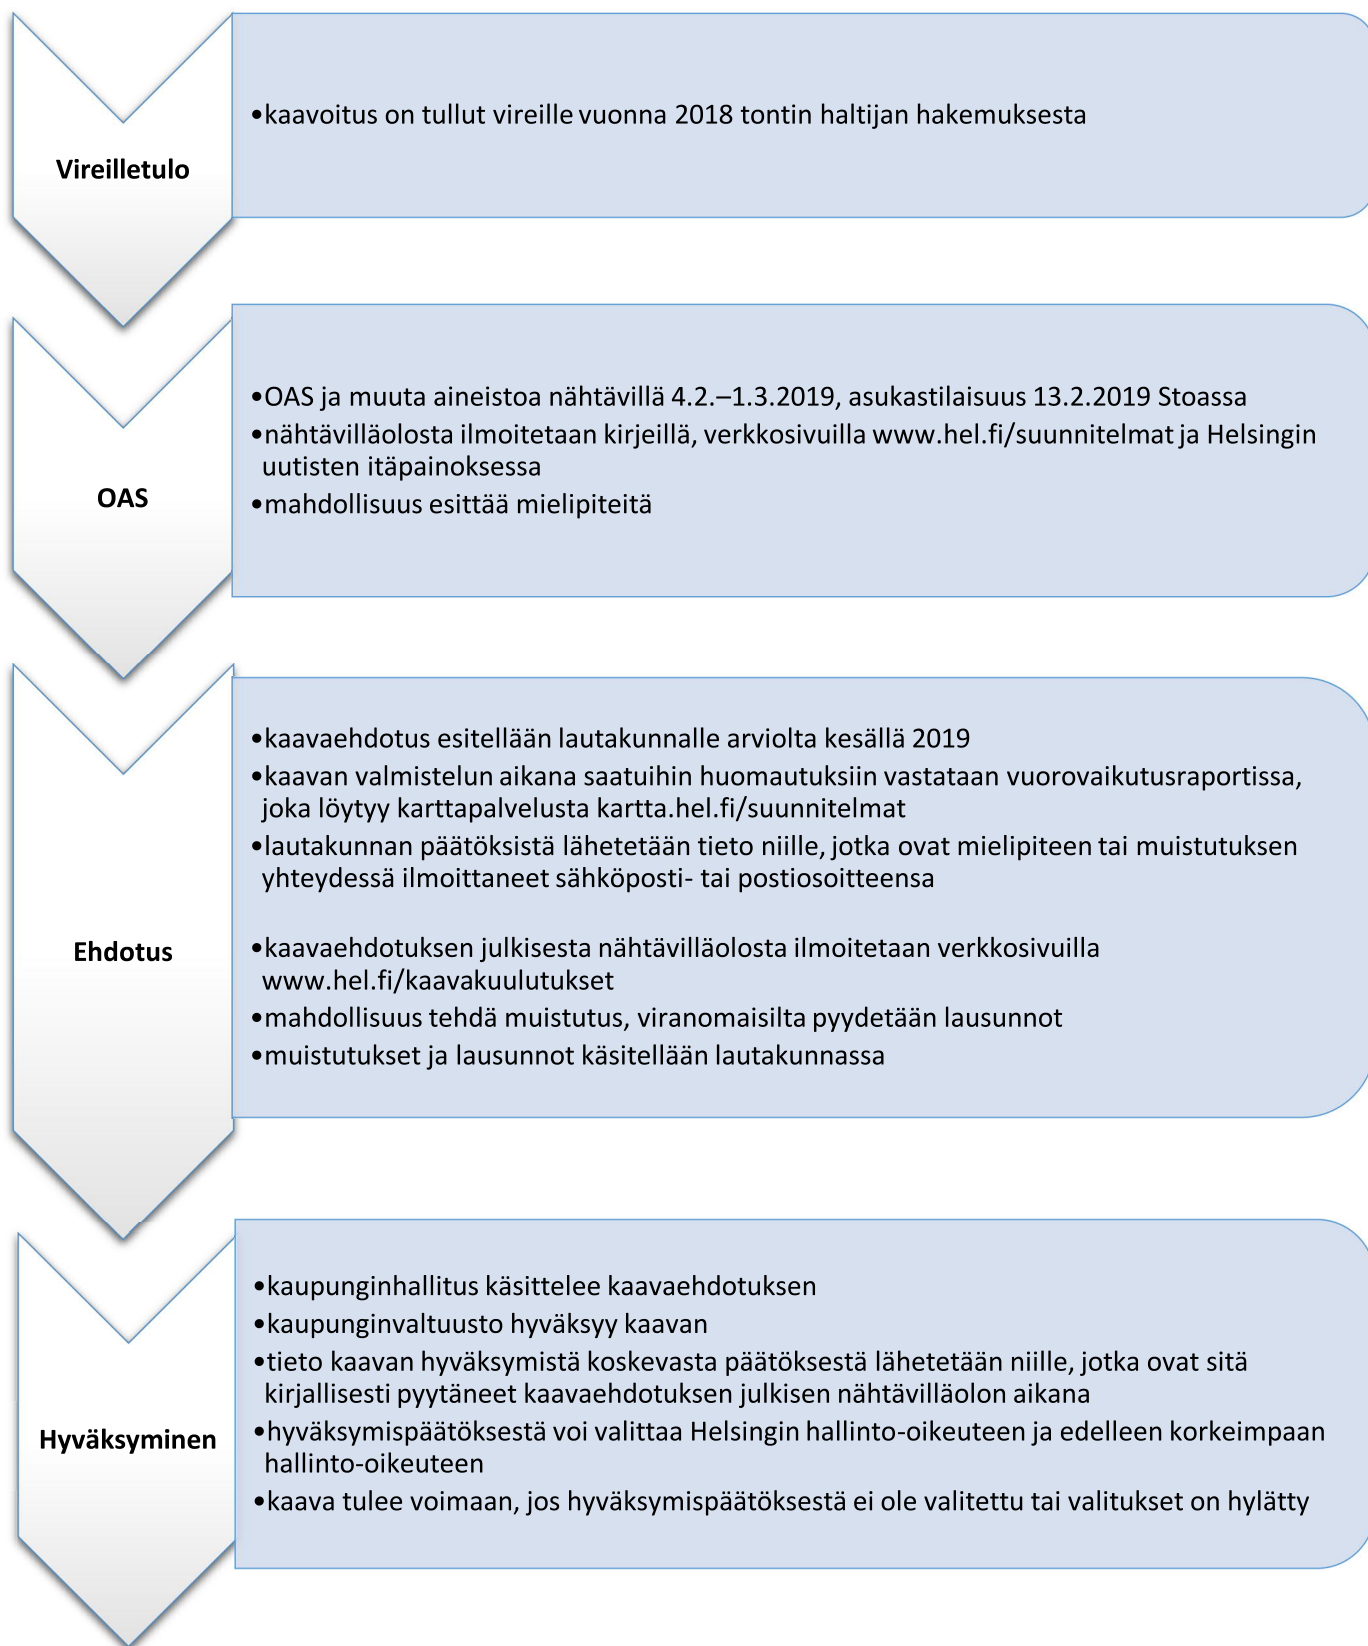 Vireilletulo
•kaavoitus on tullut vireille vuonna 2018 tontin haltijan hakemuksesta
OAS
•OAS ja muuta aineistoa nähtävillä 4.2.–1.3.2019, asukastilaisuus 13.2.2019 Stoassa
•nähtävilläolosta ilmoitetaan kirjeillä, verkkosivuilla www.hel.fi/suunnitelmat ja Helsingin
uutisten itäpainoksessa
•mahdollisuus esittää mielipiteitä
Ehdotus
•kaavaehdotus esitellään lautakunnalle arviolta kesällä 2019
•kaavan valmistelun aikana saatuihin huomautuksiin vastataan vuorovaikutusraportissa,
joka löytyy karttapalvelusta kartta.hel.fi/suunnitelmat
•lautakunnan päätöksistä lähetetään tieto niille, jotka ovat mielipiteen tai muistutuksen
yhteydessä ilmoittaneet sähköposti- tai postiosoitteensa
•kaavaehdotuksen julkisesta nähtävilläolosta ilmoitetaan verkkosivuilla
www.hel.fi/kaavakuulutukset
•mahdollisuus tehdä muistutus, viranomaisilta pyydetään lausunnot
•muistutukset ja lausunnot käsitellään lautakunnassa
Hyväksyminen
•kaupunginhallitus käsittelee kaavaehdotuksen
•kaupunginvaltuusto hyväksyy kaavan
•tieto kaavan hyväksymistä koskevasta päätöksestä lähetetään niille, jotka ovat sitä
kirjallisesti pyytäneet kaavaehdotuksen julkisen nähtävilläolon aikana
•hyväksymispäätöksestä voi valittaa Helsingin hallinto-oikeuteen ja edelleen korkeimpaan
hallinto-oikeuteen
•kaava tulee voimaan, jos hyväksymispäätöksestä ei ole valitettu tai valitukset on hylätty